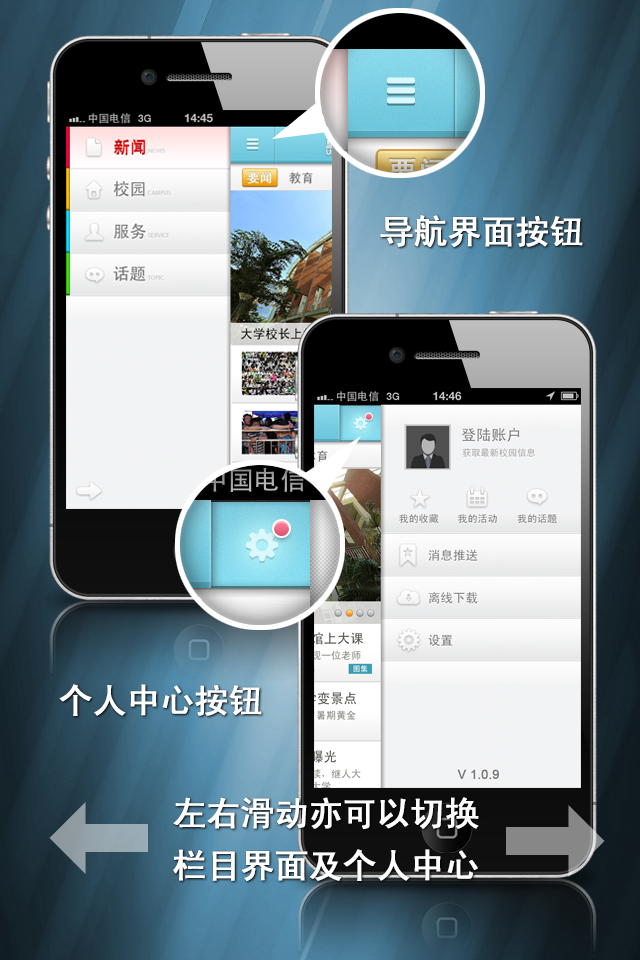 中国电信 3G 14:45
新闻 NEWS
校园 CAMPUS
服务 SERVICE
话题 TOPIC
要闻 教育
大学校长上
要闻
导航界面按钮
中国电信 3G 14:46
育
登陆账户
获取最新校园信息
我的收藏 我的活动 我的话题
消息推送
离线下载
设置
V 1.0.9
馆上大课
观一位老师
图集
变景点
暑期黄金
曝光
读，继人大
大学
中国电信
个人中心按钮
左右滑动亦可以切换
栏目界面及个人中心